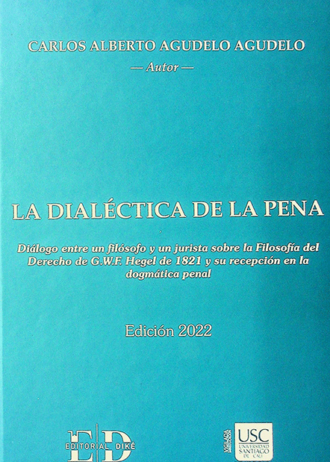 CARLOS ALBERTO AGUDELO AGUDELO
— Autor —
LA DIALÉCTICA DE LA PENA
Diálogo entre un filósofo y un jurista sobre la Filosofía del
Derecho de G.W.F. Hegel de 1821 y su recepción en la
dogmática penal
Edición 2022
E|D
EDITORIAL DIKÉ
USC
UNIVERSIDAD
SANTIAGO
DE CALI